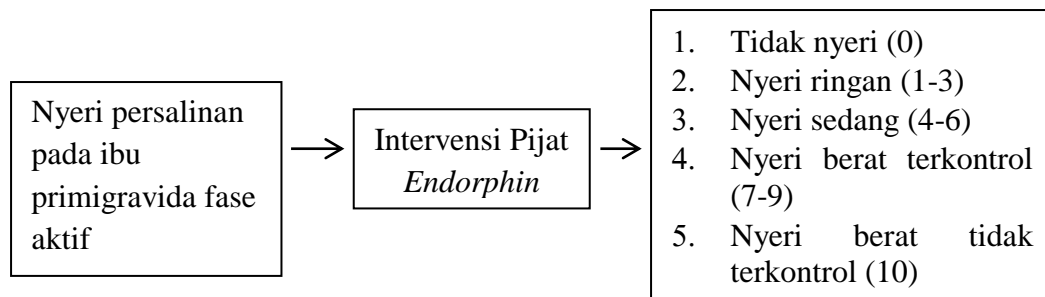 Nyeri persalinan
pada ibu
primigravida fase
aktif
Intervensi Pijat
Endorphin
1. Tidak nyeri (0)
2. Nyeri ringan (1-3)
3. Nyeri sedang (4-6)
4. Nyeri berat terkontrol
(7-9)
5. Nyeri berat tidak
terkontrol (10)